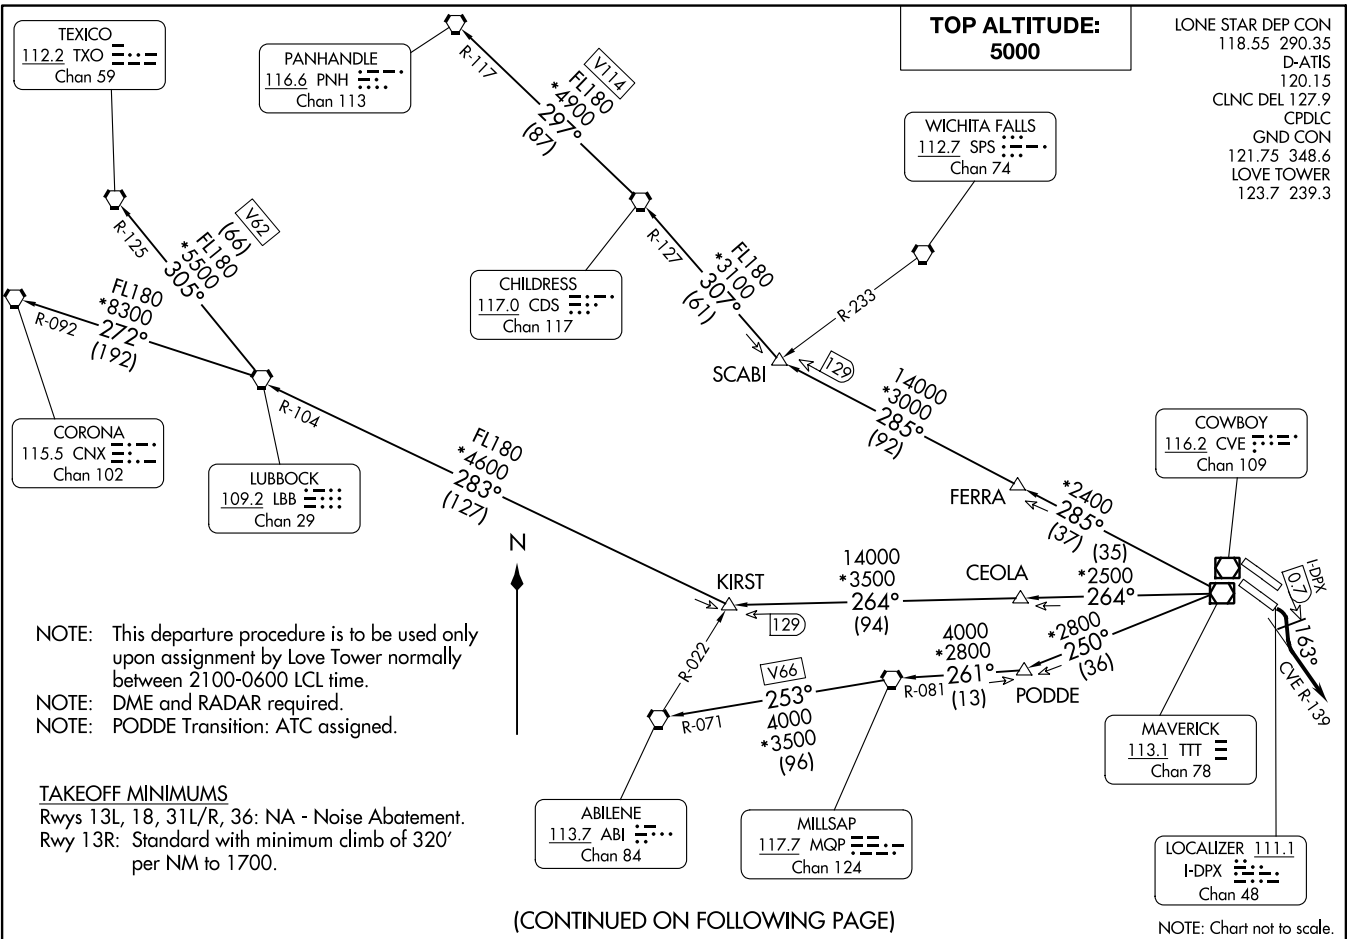 TOP ALTITUDE:
5000
LONE STAR DEP CON
118.55 290.35
D-ATIS
120.15
CLNC DEL 127.9
CPDLC
GND CON
121.75 348.6
LOVE TOWER
123.7 239.3
TEXICO
112.2 TXO
Chan 59
PANHANDLE
116.6 PNH
Chan 113
R-117
V114
FL180
*4900
297°
(87)
WICHITA FALLS
112.7 SPS
Chan 74
R-233
R-125
V62
(66)
FL180
*5500
305°
R-127
FL180
*3100
307°
(61)
CHILDRESS
117.0 CDS
Chan 117
FL180
*8300
272°
(192)
R-092
SCABI
129
14000
*3000
285°
(92)
CORONA
115.5 CNX
Chan 102
LUBBOCK
109.2 LBB
Chan 29
R-104
FL180
*4600
283°
(127)
COWBOY
116.2 CVE
Chan 109
FERRA
*2400
285°
(37)
(35)
N
KIRST
129
14000
*3500
264°
(94)
CEOLA
*2500
264°
I-DPX
0.7
163°
CVE R-139
*2800
250°
(36)
PODDE
4000
*2800
261°
(13)
R-081
V66
253°
4000
*3500
(96)
R-071
R-022
NOTE: This departure procedure is to be used only
upon assignment by Love Tower normally
between 2100-0600 LCL time.
NOTE: DME and RADAR required.
NOTE: PODDE Transition: ATC assigned.
MAVERICK
113.1 TTT
Chan 78
TAKEOFF MINIMUMS
Rwys 13L, 18, 31L/R, 36: NA - Noise Abatement.
Rwy 13R: Standard with minimum climb of 320'
per NM to 1700.
ABILENE
113.7 ABI
Chan 84
MILLSAP
117.7 MQP
Chan 124
LOCALIZER 111.1
I-DPX
Chan 48
(CONTINUED ON FOLLOWING PAGE)
NOTE: Chart not to scale.